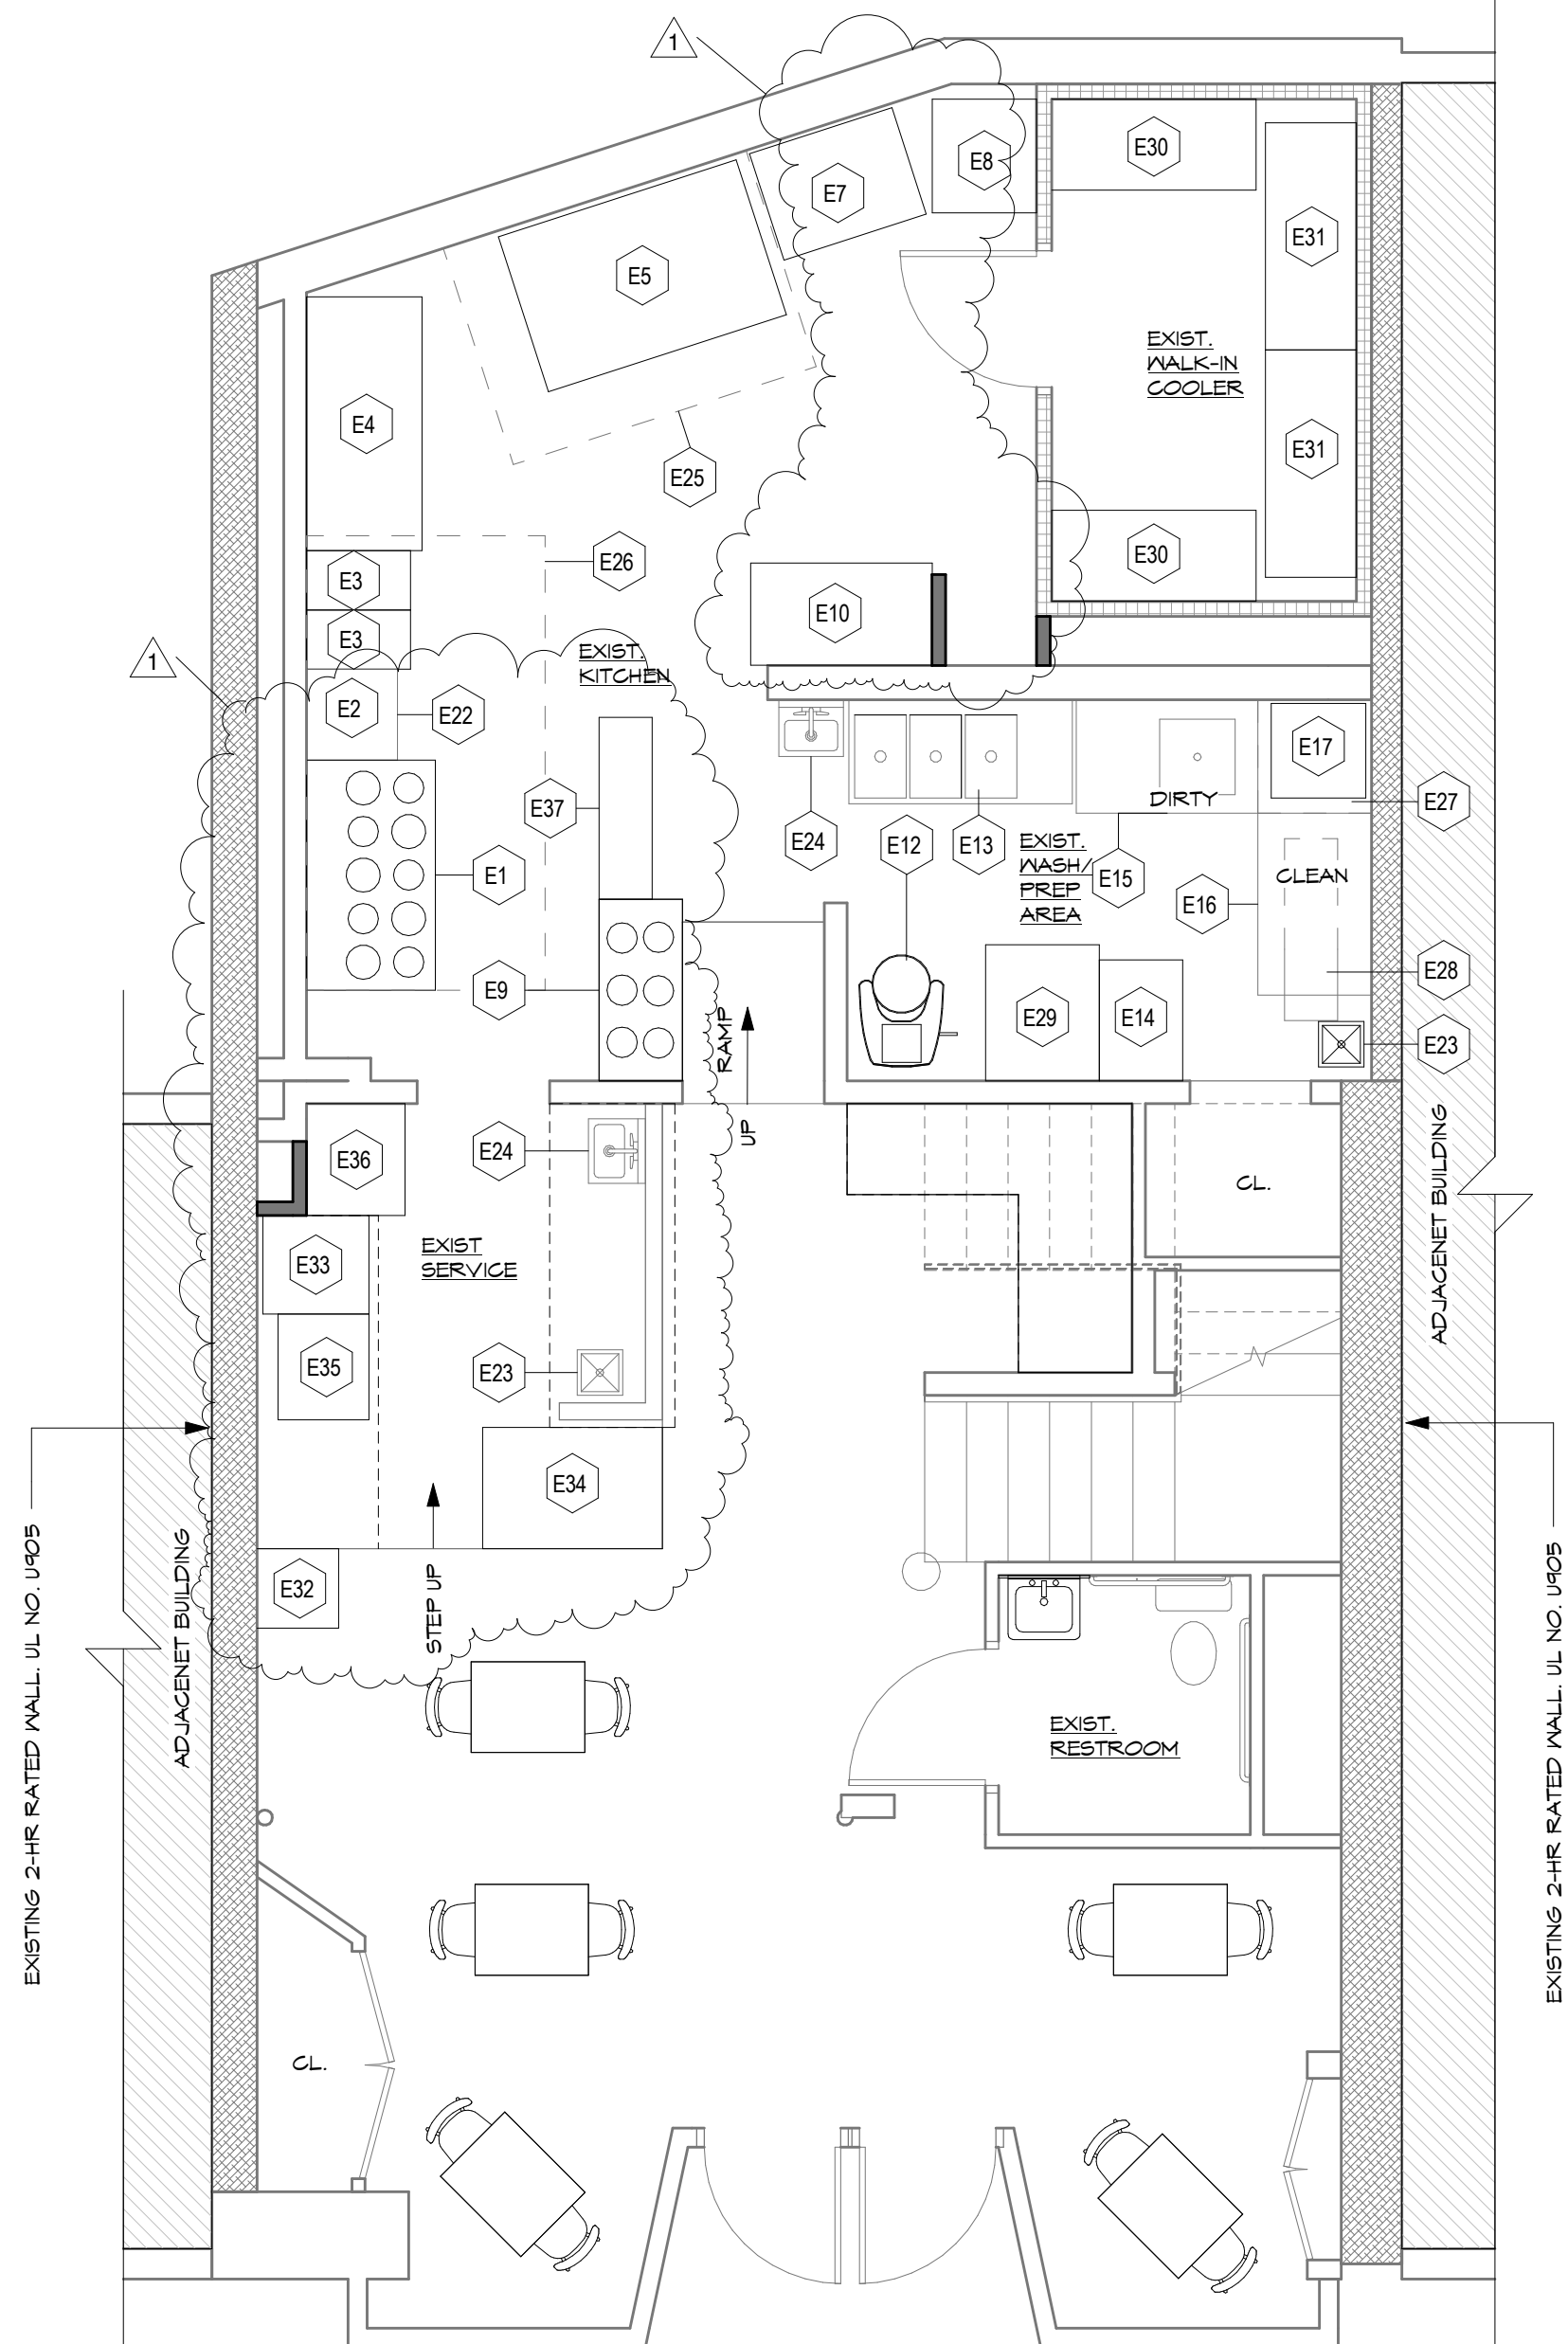 1
E8
E30
E7
E31
E5
EXIST.
WALK-IN
COOLER
E4
E31
E25
E26
E30
E3
E10
E3
1
EXIST.
KITCHEN
E2
E22
E17
DIRTY
E27
E37
E24
E12
E13
EXIST.
WASH/
PREP
AREA
E15
E1
CLEAN
E16
E28
E9
E29
E14
E23
RAMP
UP
E36
E24
CL.
ADJACENET BUILDING
EXIST
SERVICE
E33
E35
E23
E34
E32
STEP UP
ADJACENET BUILDING
EXISTING 2-HR RATED WALL. UL NO. U905
EXISTING 2-HR RATED WALL. UL NO. U905
EXIST.
RESTROOM
CL.